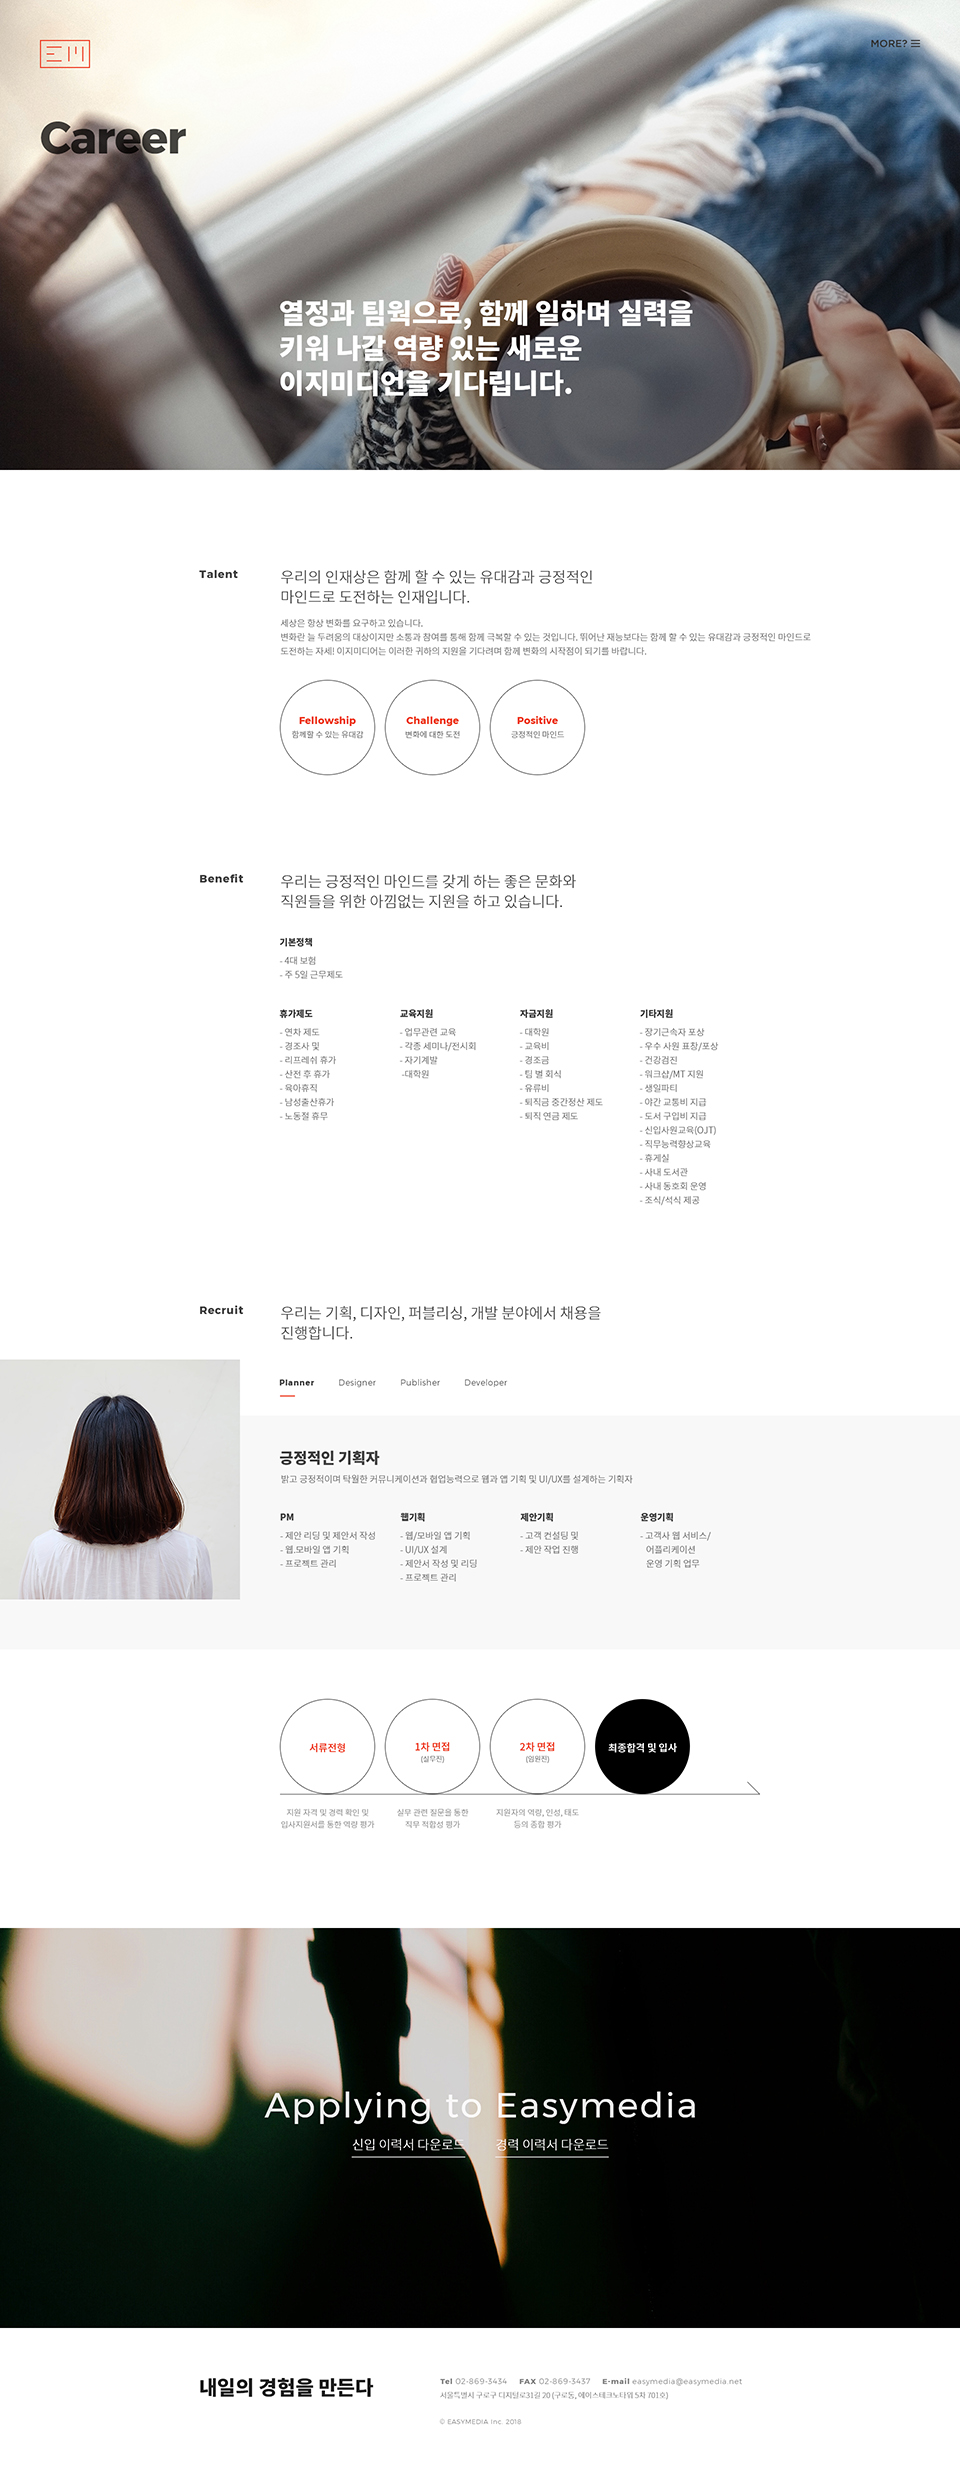 MORE?
Career
열정과 팀웍으로, 함께 일하며 실력을
키워 나갈 역량 있는 새로운
이지미디언을 기다립니다.
Talent
우리의 인재상은 함께 할 수 있는 유대감과 긍정적인
마인드로 도전하는 인재입니다.
세상은 항상 변화를 요구하고 있습니다.
변화란 늘 두려움의 대상이지만 소통과 참여를 통해 함께 극복할 수 있는 것입니다. 뛰어난 재능보다는 함께 할 수 있는 유대감과 긍정적인 마인드로
도전하는 자세! 이지미디어는 이러한 귀하의 지원을 기다려며 함께 변화의 시작점이 되기를 바랍니다.
Fellowship
함께할 수 있는 유대감
Challenge
변화에 대한 도전
Positive
긍정적인 마인드
Benefit
우리는 긍정적인 마인드를 갖게 하는 좋은 문화와
직원들을 위한 아낌없는 지원을 하고 있습니다.
기본정책
- 4대 보험
- 주 5일 근무제도
휴가제도
- 연차 제도
- 경조사 및
- 리프레쉬 휴가
- 산전 후 휴가
- 육아휴직
- 남성출산휴가
- 노동절 휴무
교육지원
- 업무관련 교육
- 각종 세미나/전시회
- 자기계발
-대학원
자금지원
- 대학원
- 교육비
- 경조금
- 팀 별 회식
- 유류비
- 퇴직금 중간정산 제도
- 퇴직 연금 제도
기타지원
- 장기근속자 포상
- 우수 사원 표창/포상
- 건강검진
- 워크샵/MT 지원
- 생일파티
- 야간 교통비 지급
- 도서 구입비 지급
- 신입사원교육(OJT)
- 직무능력향상교육
- 휴게실
- 사내 도서관
- 사내 동호회 운영
- 조식/석식 제공
Recruit
우리는 기획, 디자인, 퍼블리싱, 개발 분야에서 채용을
진행합니다.
Planner Designer Publisher Developer
긍정적인 기획자
밝고 긍정적이며 탁월한 커뮤니케이션과 협업능력으로 웹과 앱 기획 및 UI/UX를 설계하는 기획자
PM
- 제안 리딩 및 제안서 작성
- 웹.모바일 앱 기획
- 프로젝트 관리
웹기획
- 웹/모바일 앱 기획
- UI/UX 설계
- 제안서 작성 및 리딩
- 프로젝트 관리
제안기획
- 고객 컨설팅 및
- 제안 작업 진행
운영기획
- 고객사 웹 서비스/
어플리케이션
운영 기획 업무
서류전형
1차 면접
(실무진)
2차 면접
(임원진)
최종합격 및 입사
지원 자격 및 경력 확인 및
입사지원서를 통한 역량 평가
실무 관련 질문을 통한
직무 적합성 평가
지원자의 역량, 인성, 태도
등의 종합 평가
Applying to Easymedia
신입 이력서 다운로드 경력 이력서 다운로드
내일의 경험을 만든다
Tel 02-869-3434 FAX 02-869-3437 E-mail easymedia@easymedia.net
서울특별시 구로구 디지털로31길 20 (구로동, 에이스테크노타워 5차 701호)
© EASYMEDIA Inc. 2018